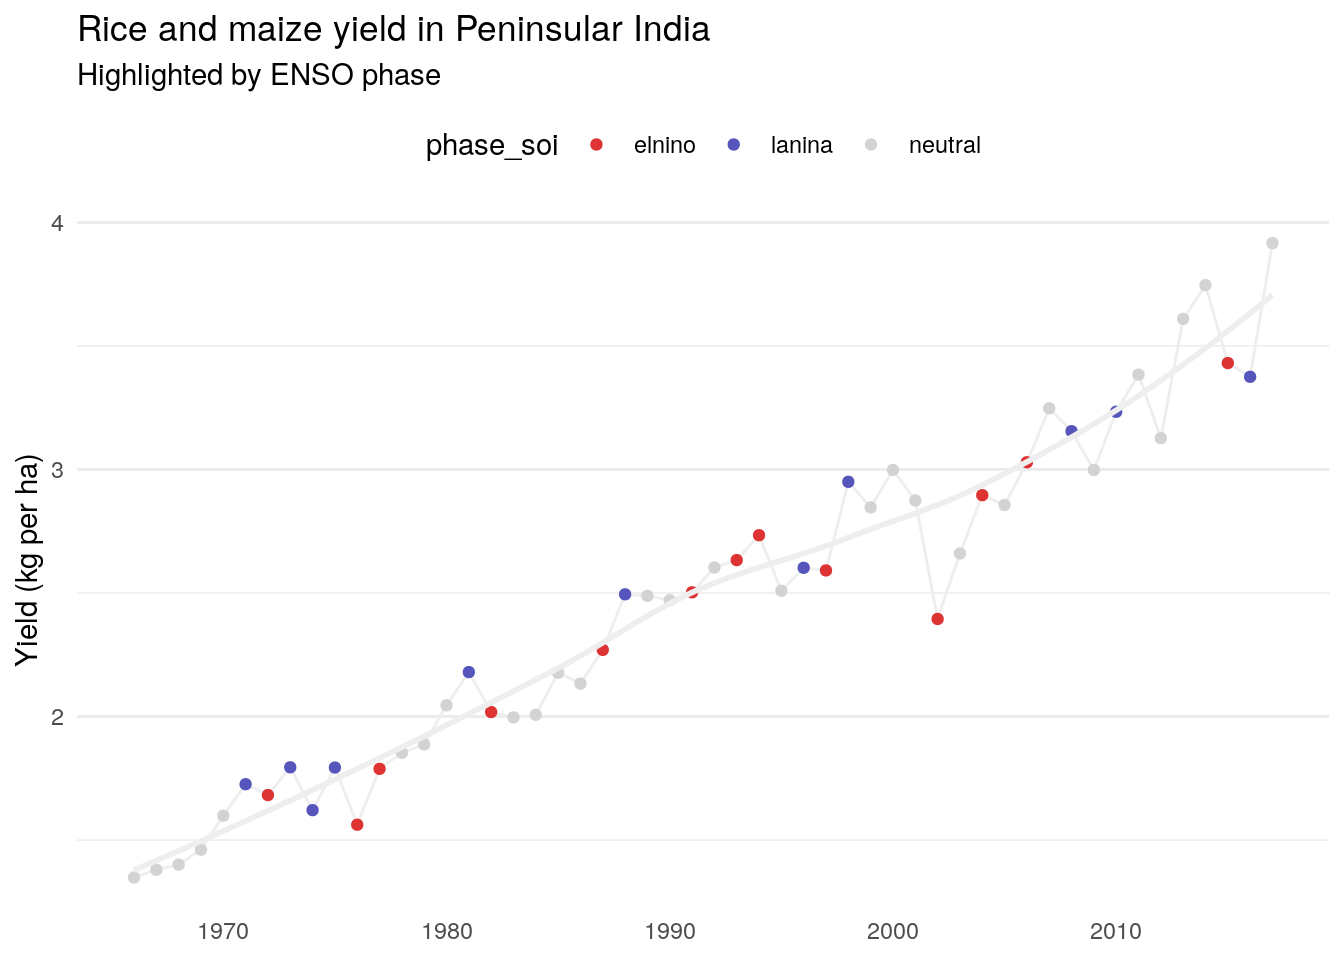 Rice and maize yield in Peninsular India
Highlighted by ENSO phase
phase_soi elnino lanina neutral
4
3
2
Yield (kg per ha)
1970 1980 1990 2000 2010